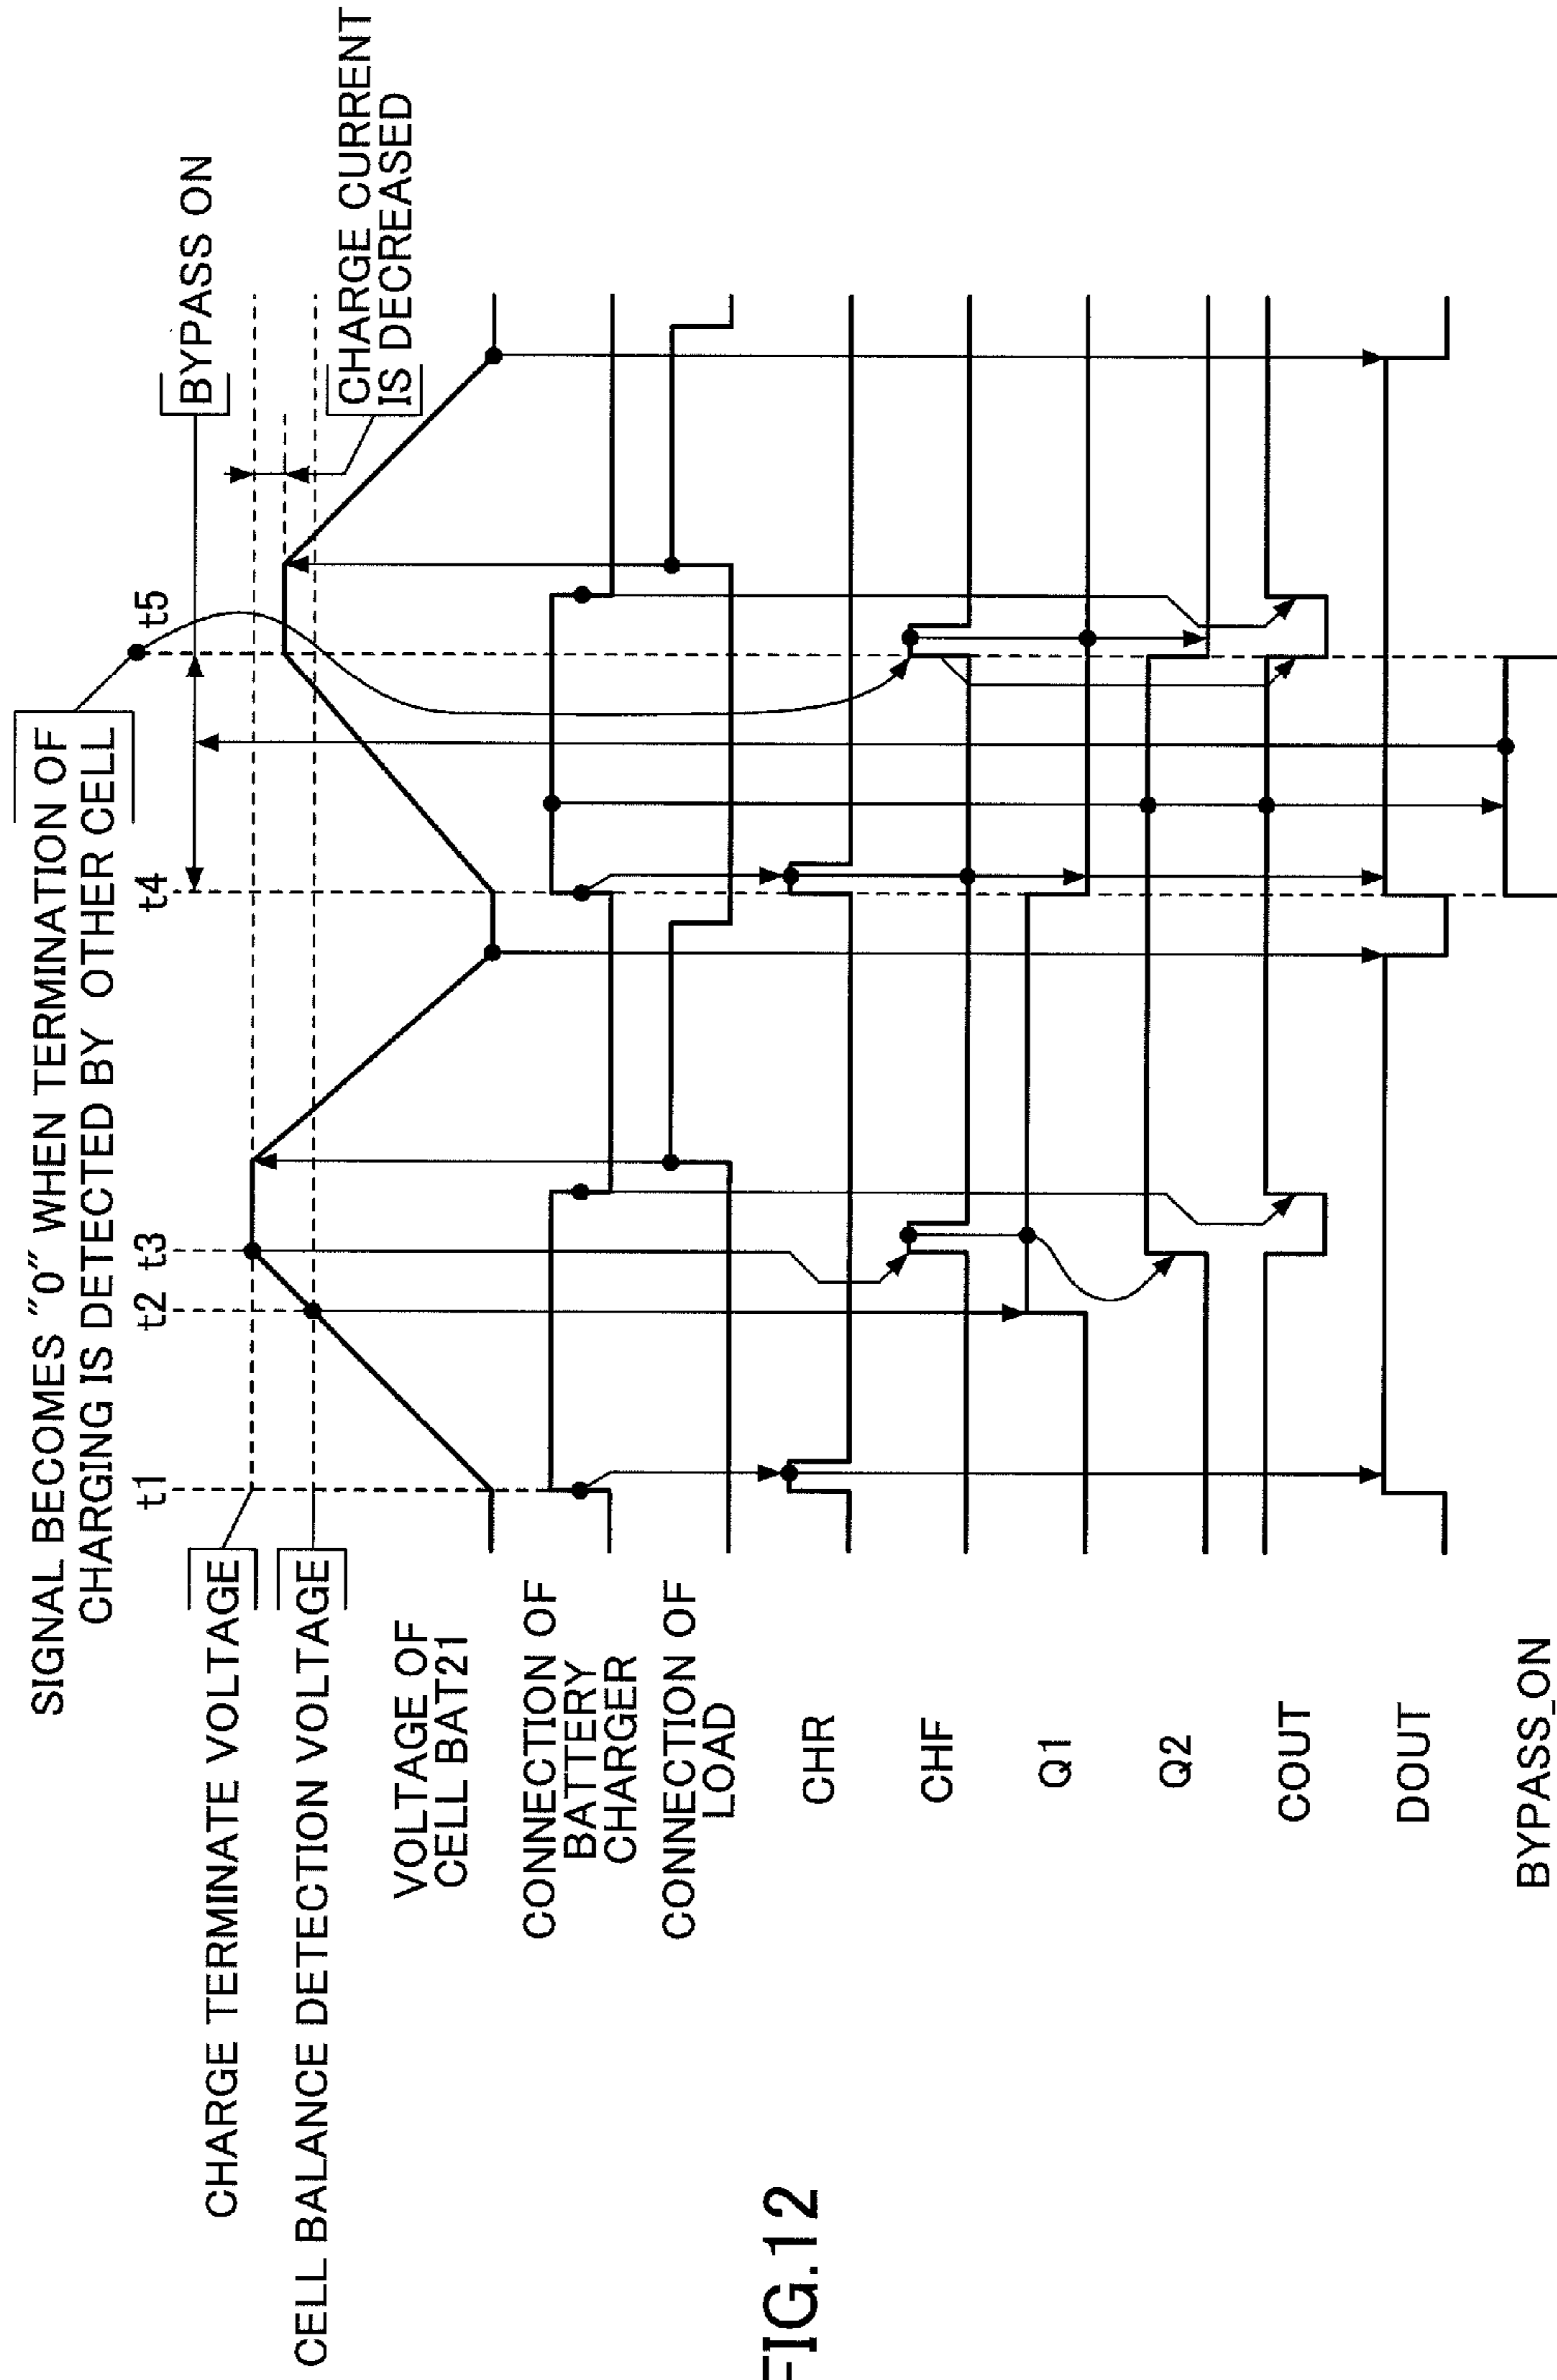 SIGNAL BECOMES "0" WHEN TERMINATION OF
CHARGING IS DETECTED BY OTHER CELL
t1
t2
t3
t4
t5
BYPASS ON
CHARGE TERMINATE VOLTAGE
CELL BALANCE DETECTION VOLTAGE
CHARGE CURRENT
IS DECREASED
VOLTAGE OF
CELL BAT21
CONNECTION OF
BATTERY
CHARGER
CONNECTION OF
LOAD
CHR
CHF
Q1
Q2
COUT
DOUT
BYPASS_ON
FIG.12